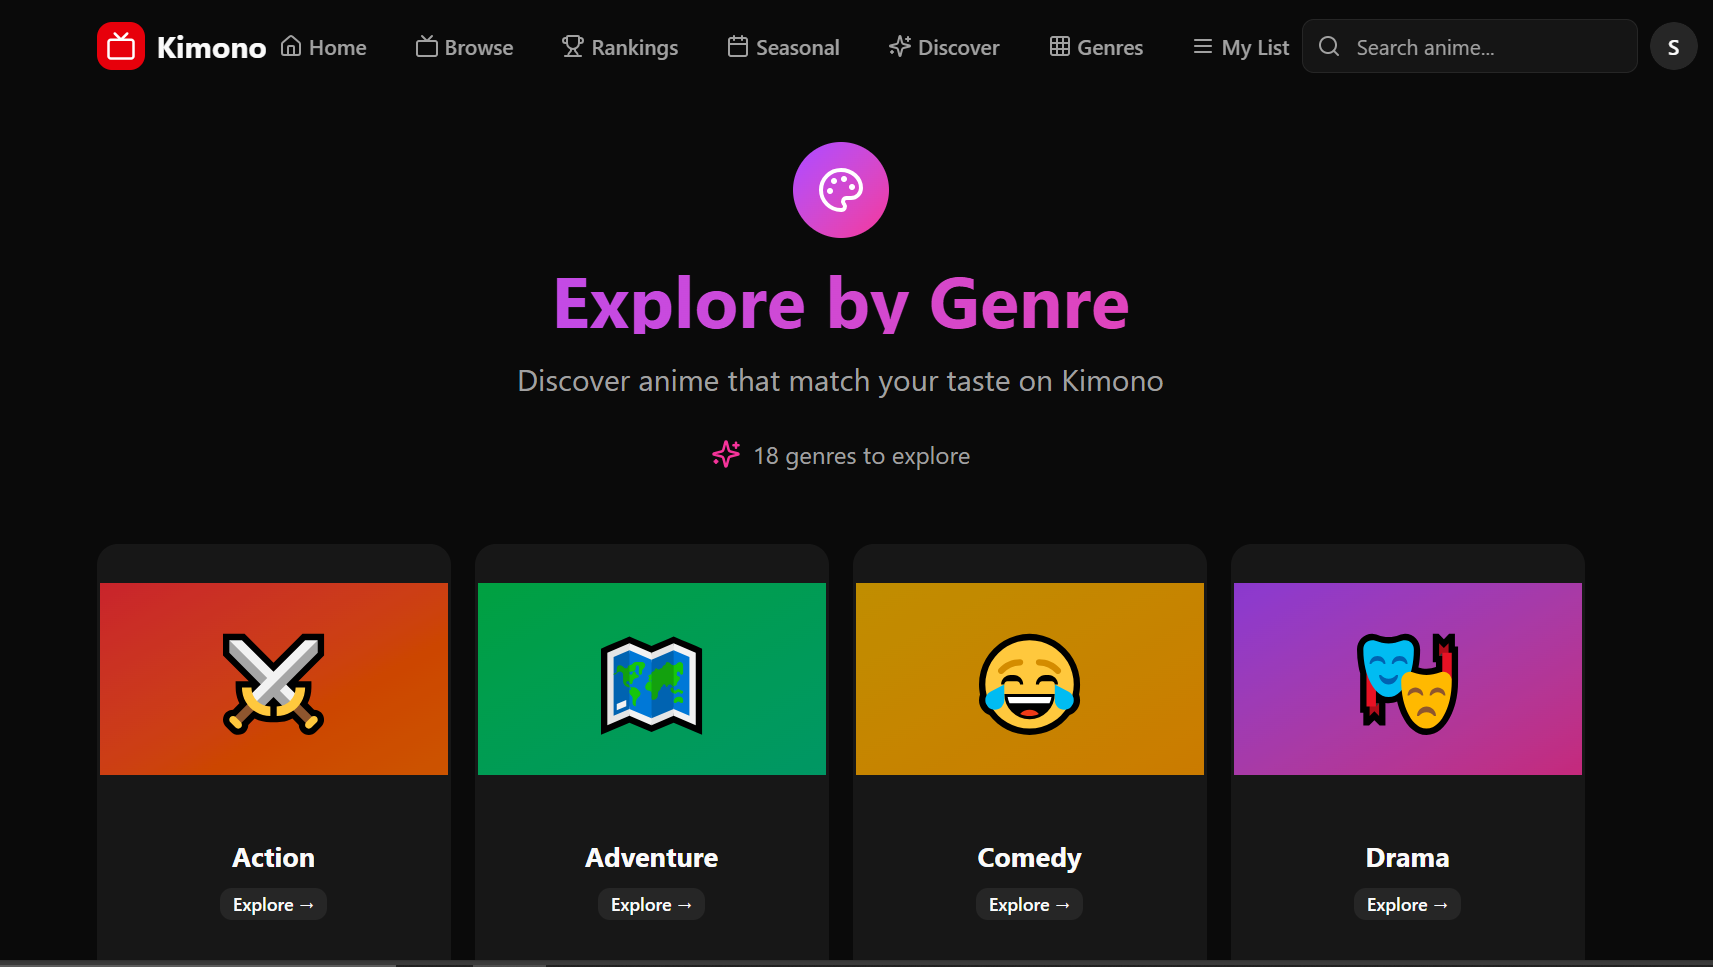 Kimono
Home
Browse
Rankings
Seasonal
Discover
Genres
My List
Search anime...
S
Explore by Genre
Discover anime that match your taste on Kimono
18 genres to explore
Action
Explore →
Adventure
Explore →
Comedy
Explore →
Drama
Explore →